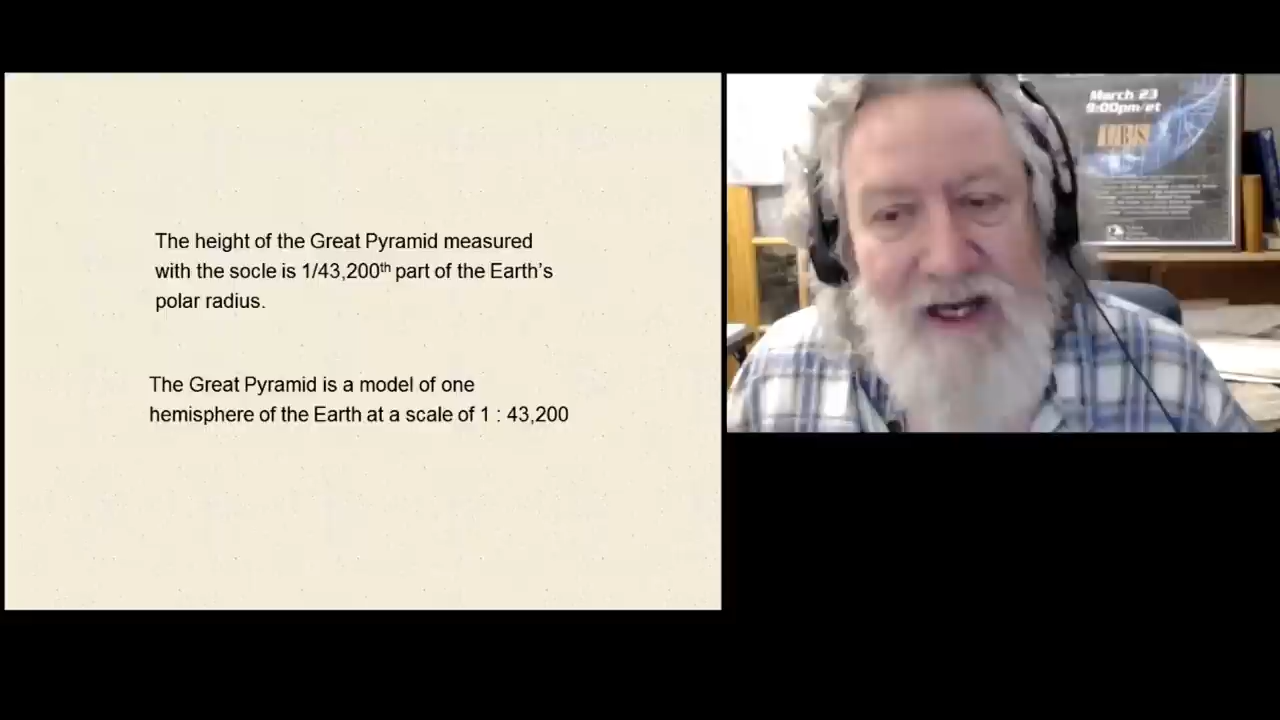 The height of the Great Pyramid measured
with the socle is 1/43,200th part of the Earth's
polar radius.
The Great Pyramid is a model of one
hemisphere of the Earth at a scale of 1 : 43,200
March 23
9:00pm/et
TBS